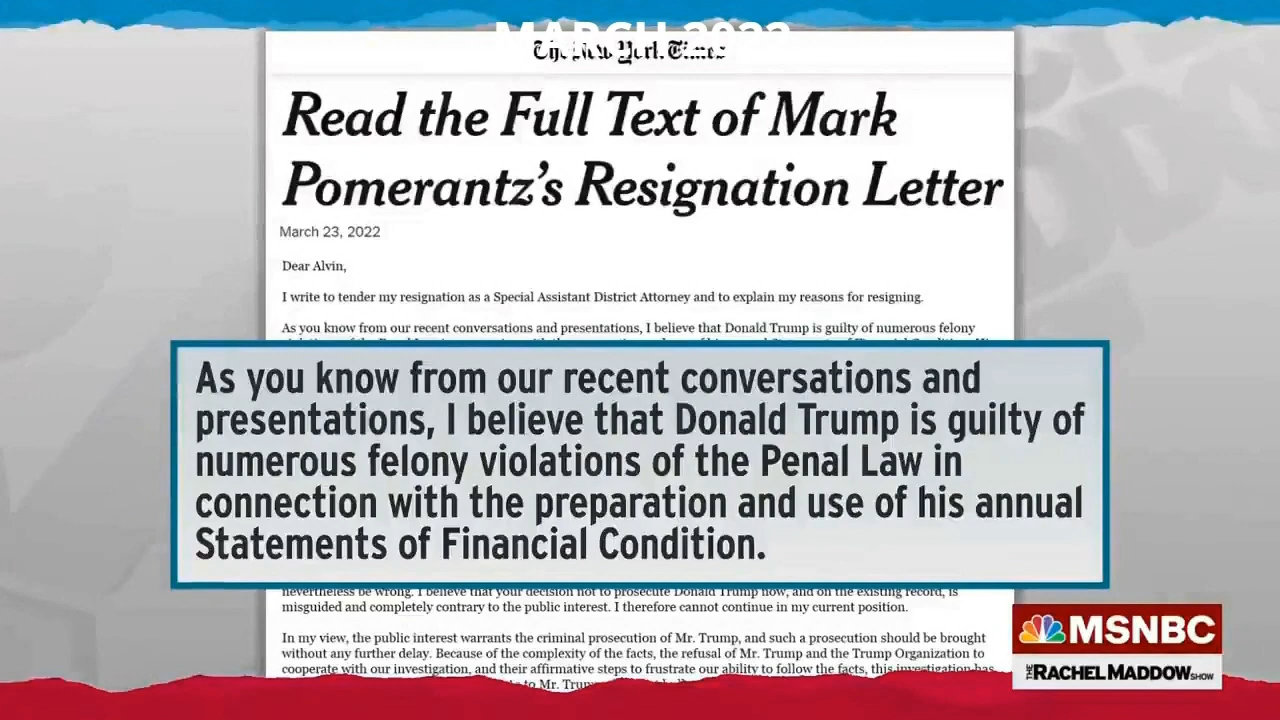 MARCH 2022
The New York Times
Read the Full Text of Mark
Pomerantz's Resignation Letter
March 23, 2022
Dear Alvin,
I write to tender my resignation as a Special Assistant District Attorney and to explain my reasons for resigning.
As you know from our recent conversations and presentations, I believe that Donald Trump is guilty of numerous felony
As you know from our recent conversations and
presentations, I believe that Donald Trump is guilty of
numerous felony violations of the Penal Law in
connection with the preparation and use of his annual
Statements of Financial Condition.
nevertheless be wrong. I believe that your decision not to prosecute Donald Trump now, and on the existing record, is
misguided and completely contrary to the public interest. I therefore cannot continue in my current position.
In my view, the public interest warrants the criminal prosecution of Mr. Trump, and such a prosecution should be brought
without any further delay. Because of the complexity of the facts, the refusal of Mr. Trump and the Trump Organization to
cooperate with our investigation, and their affirmative steps to frustrate our ability to follow the facts, this investigation has
to Mr.
MSNBC
THE RACHEL MADDOW SHOW